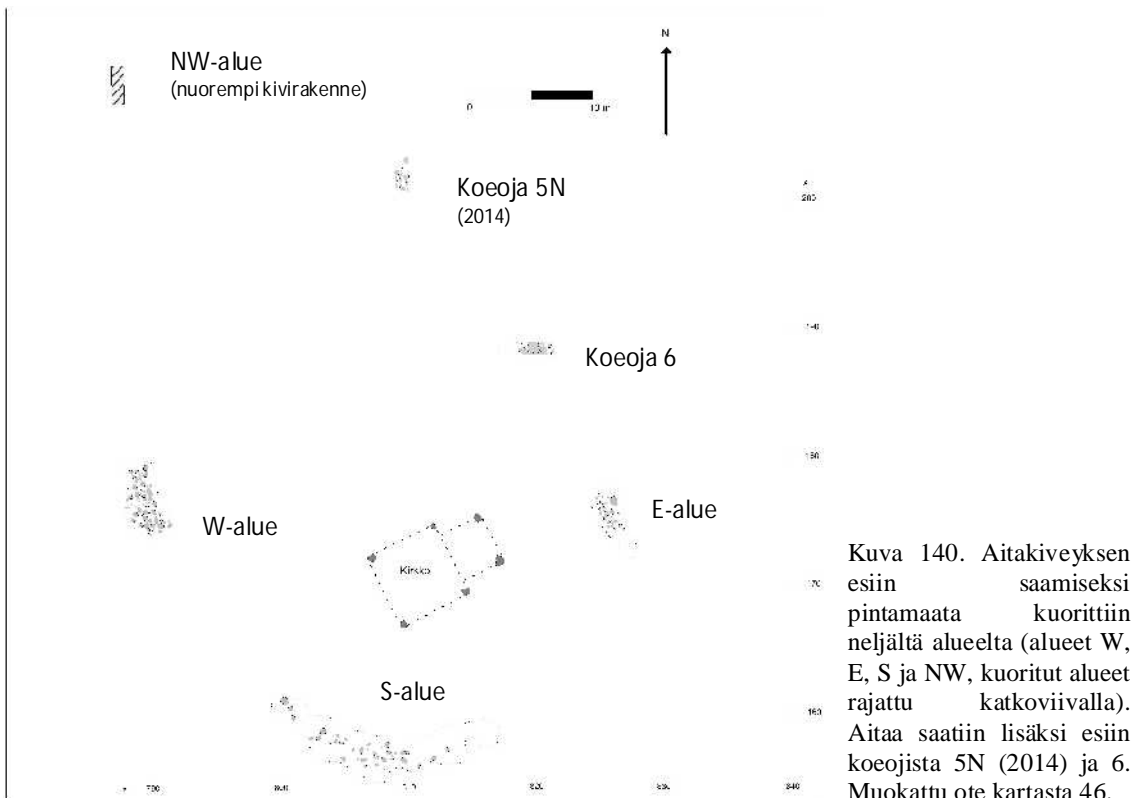 NW-alue
(nuorempi kivirakenne)
N
0
10 m
Koeoja 5N
(2014)
200
Koeoja 6
W-alue
E-alue
Kirkko
S-alue
160
Kuva 140. Aitakiveyksen
esiin saamiseksi
pintamaata kuorittiin
neljältä alueelta (alueet W,
E, S ja NW, kuoritut alueet
rajattu katkoviivalla).
Aitaa saatiin lisäksi esiin
koeojista 5N (2014) ja 6.
Muokattu ote kartasta 46.